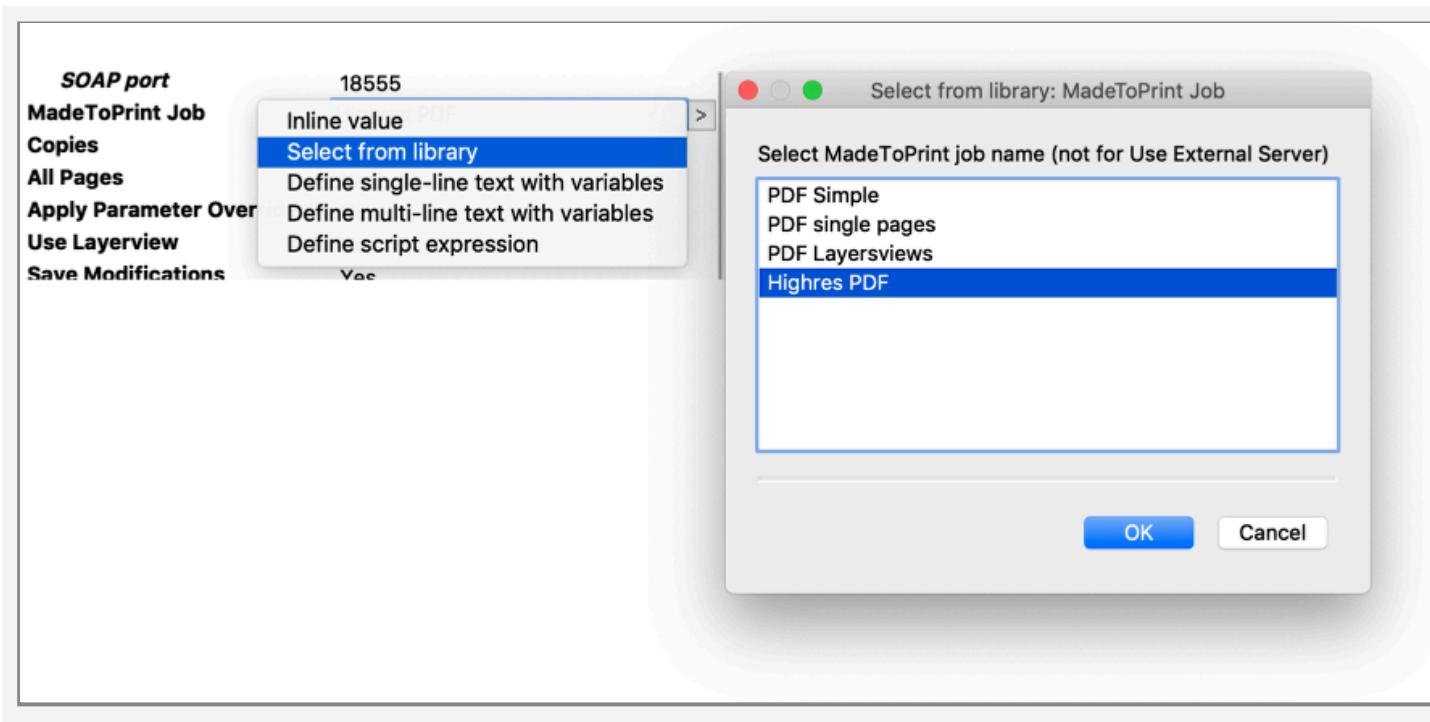 SOAP port 18555
MadeToPrint Job PDF >
Copies
All Pages
Apply Parameter Over
Use Layerview
Save Modifications Yes
Inline value
Select from library
Define single-line text with variables
Define multi-line text with variables
Define script expression
Select from library: MadeToPrint Job
Select MadeToPrint job name (not for Use External Server)
PDF Simple
PDF single pages
PDF Layersviews
Highres PDF
OK Cancel